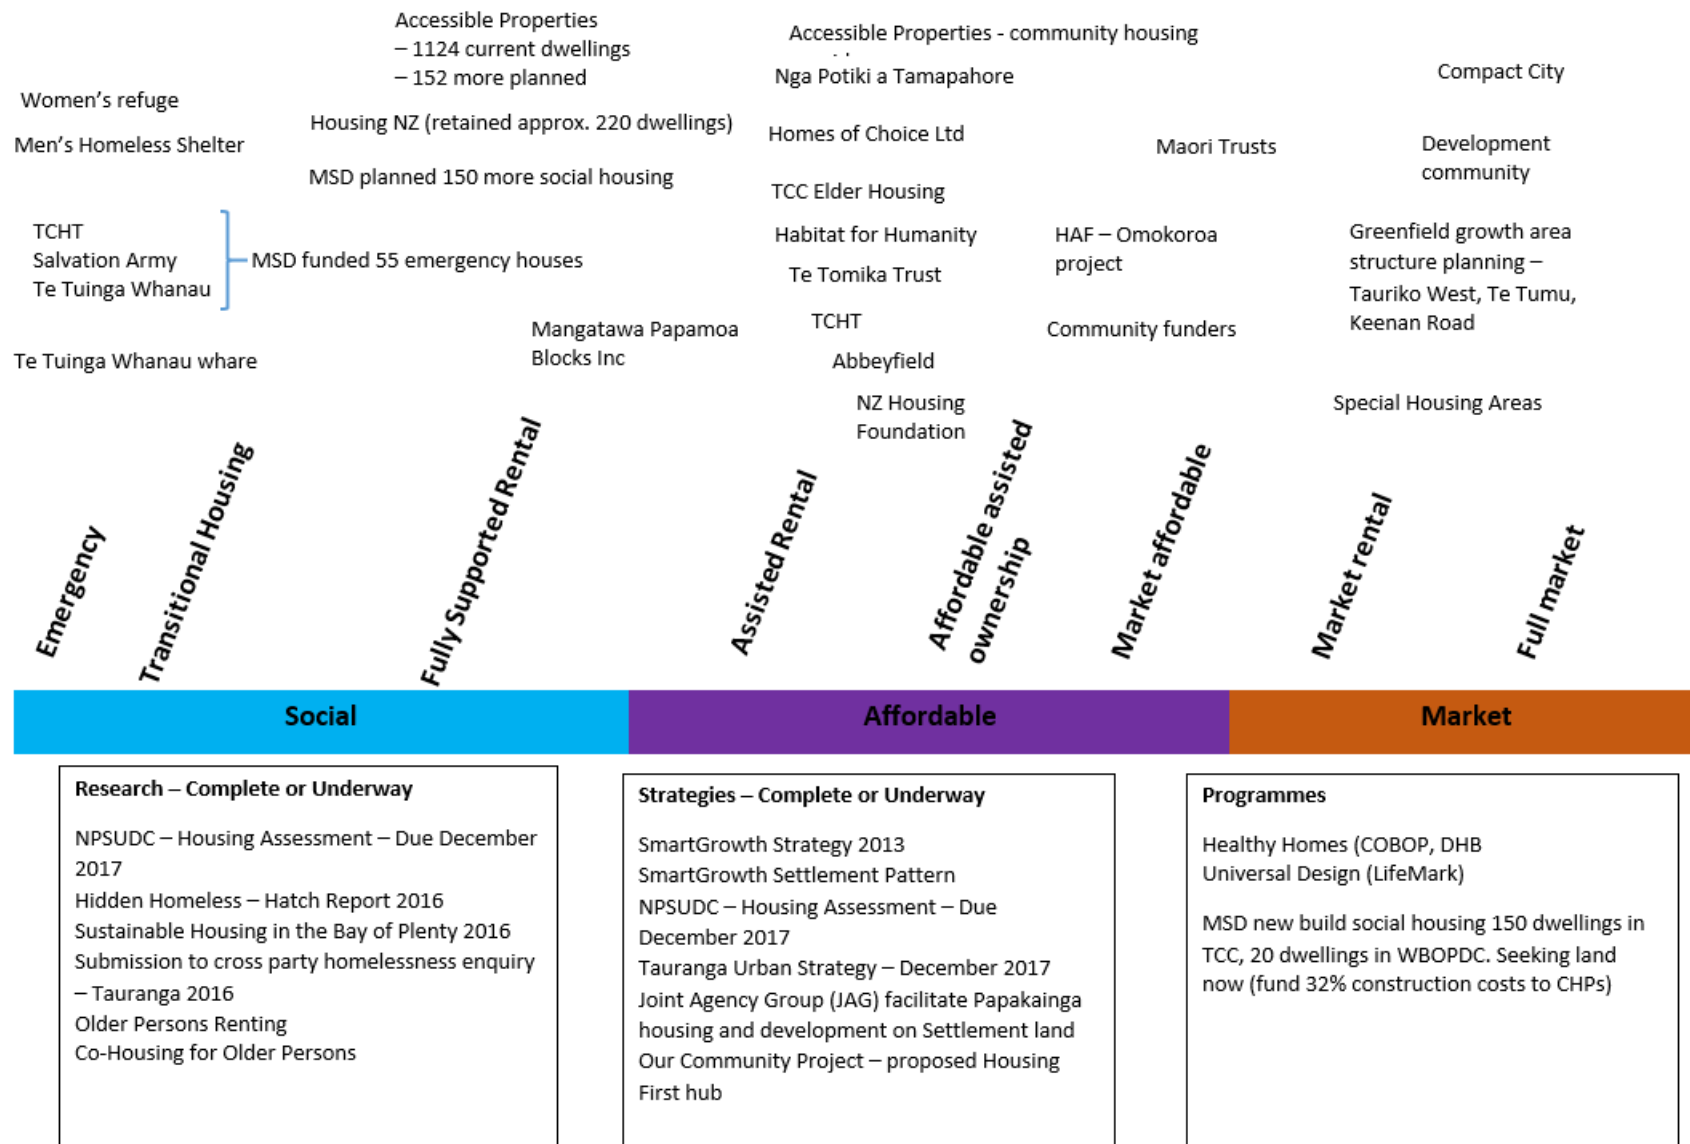 Accessible Properties
– 1124 current dwellings
– 152 more planned
Accessible Properties - community housing
Nga Potiki a Tamapahore
Compact City
Women's refuge
Housing NZ (retained approx. 220 dwellings)
Homes of Choice Ltd
Men's Homeless Shelter
Maori Trusts
Development
community
MSD planned 150 more social housing
TCC Elder Housing
TCHT
Salvation Army
Te Tuinga Whanau
MSD funded 55 emergency houses
Habitat for Humanity
HAF – Omokoroa
project
Greenfield growth area
structure planning –
Tauriko West, Te Tumu,
Keenan Road
Te Tomika Trust
Mangatawa Papamoa
Blocks Inc
TCHT
Community funders
Te Tuinga Whanau whare
Abbeyfield
NZ Housing
Foundation
Special Housing Areas
Emergency
Transitional Housing
Fully Supported Rental
Assisted Rental
Affordable assisted
ownership
Market affordable
Market rental
Full market
Social
Affordable
Market
Research – Complete or Underway
NPSUDC – Housing Assessment – Due December
2017
Hidden Homeless – Hatch Report 2016
Sustainable Housing in the Bay of Plenty 2016
Submission to cross party homelessness enquiry
– Tauranga 2016
Older Persons Renting
Co-Housing for Older Persons
Strategies – Complete or Underway
SmartGrowth Strategy 2013
SmartGrowth Settlement Pattern
NPSUDC – Housing Assessment – Due
December 2017
Tauranga Urban Strategy – December 2017
Joint Agency Group (JAG) facilitate Papakainga
housing and development on Settlement land
Our Community Project – proposed Housing
First hub
Programmes
Healthy Homes (COBOP, DHB
Universal Design (LifeMark)
MSD new build social housing 150 dwellings in
TCC, 20 dwellings in WBOPDC. Seeking land
now (fund 32% construction costs to CHPs)